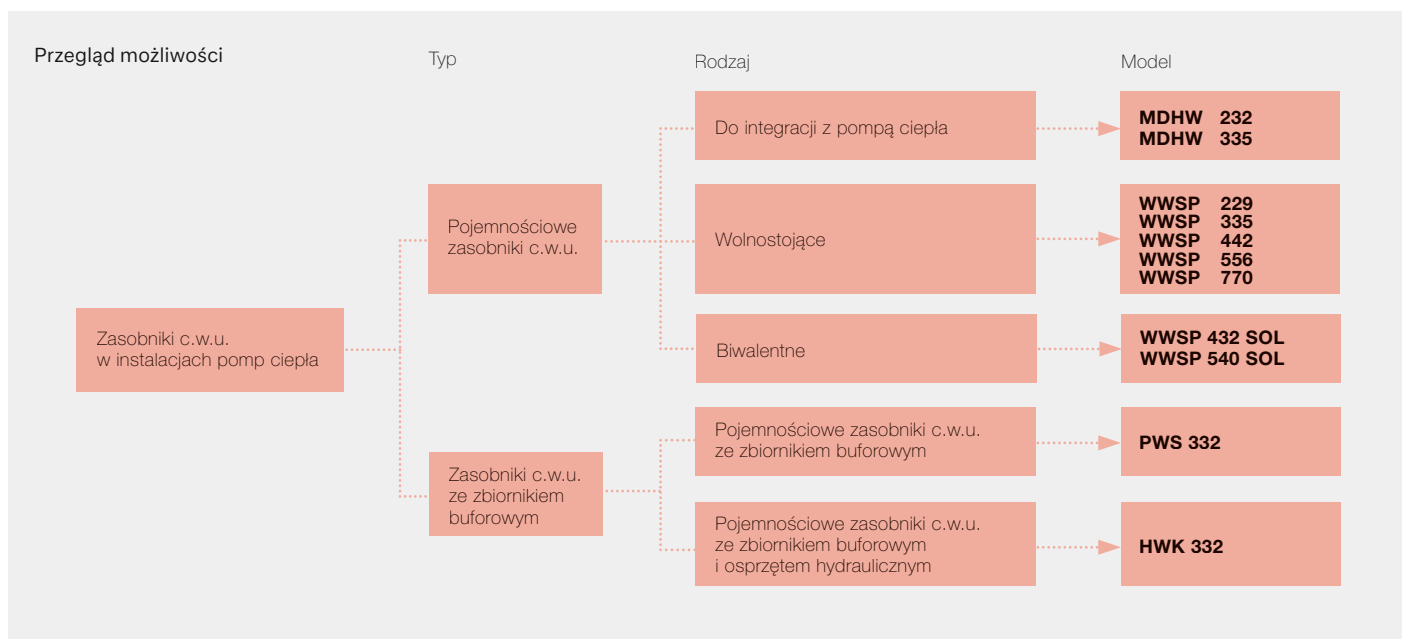 Przegląd możliwości
Typ
Rodzaj
Model
Zasobniki c.w.u.
w instalacjach pomp ciepła
Pojemnościowe
zasobniki c.w.u.
Do integracji z pompą ciepła
MDHW 232
MDHW 335
Wolnostojące
WWSP 229
WWSP 335
WWSP 442
WWSP 556
WWSP 770
Biwalentne
WWSP 432 SOL
WWSP 540 SOL
Zasobniki c.w.u.
ze zbiornikiem
buforowym
Pojemnościowe zasobniki c.w.u.
ze zbiornikiem buforowym
PWS 332
Pojemnościowe zasobniki c.w.u.
ze zbiornikiem buforowym
i osprzętem hydraulicznym
HWK 332